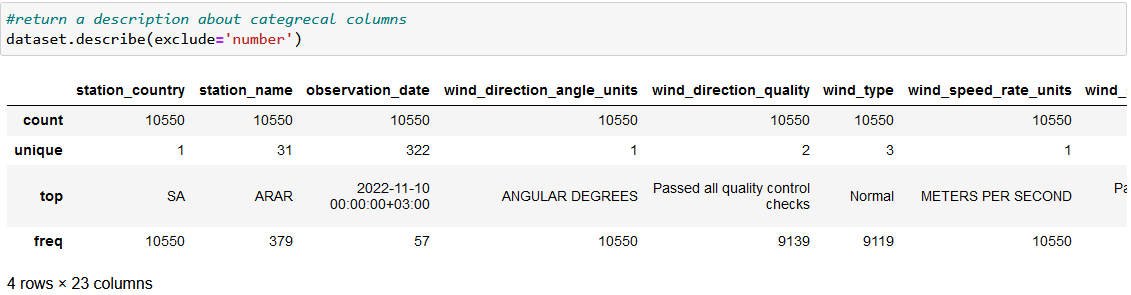 #return a description about categrecal columns
dataset.describe(exclude='number')
station_country station_name observation_date wind_direction_angle_units wind_direction_quality wind_type wind_speed_rate_units wind_
count 10550 10550 10550 10550 10550 10550 10550
unique 1 31 322 1 2 3 1
top SA ARAR 2022-11-10 00:00:00+03:00 ANGULAR DEGREES Passed all quality control checks Normal METERS PER SECOND Pa
freq 10550 379 57 10550 9139 9119 10550
4 rows × 23 columns